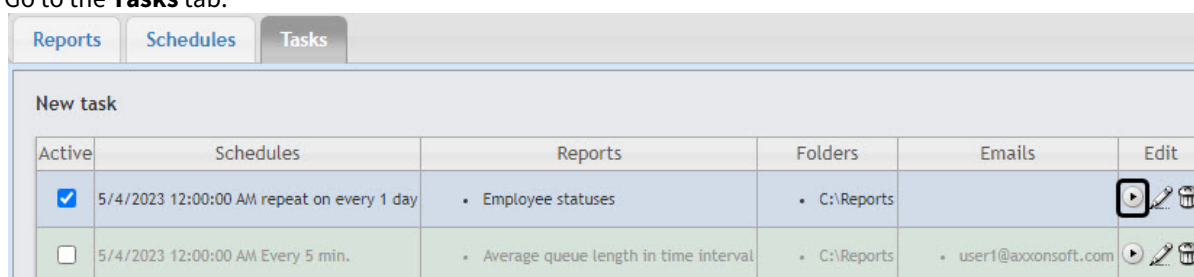 Go to the Tasks tab.
Reports Schedules Tasks
New task
Active Schedules Reports Folders Emails Edit
5/4/2023 12:00:00 AM repeat on every 1 day • Employee statuses • C:\Reports
5/4/2023 12:00:00 AM Every 5 min. • Average queue length in time interval • C:\Reports • user1@axxonsoft.com